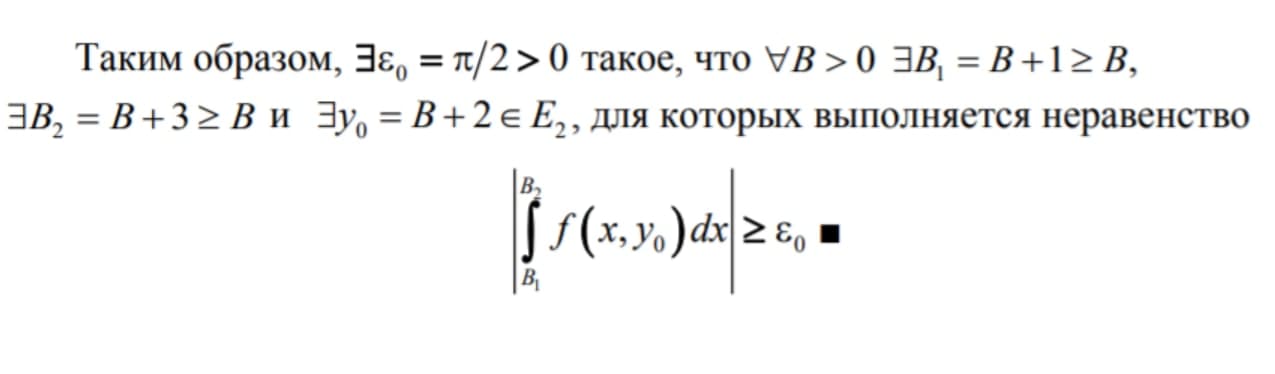 Таким образом, ∃ε₀ = π/2 > 0 такое, что ∀B > 0 ∃B₁ = B + 1 ≥ B,
∃B₂ = B + 3 ≥ B и ∃y₀ = B + 2 ∈ E₂, для которых выполняется неравенство
|∫_{B₁}^{B₂} f(x, y₀)dx| ≥ ε₀ ■